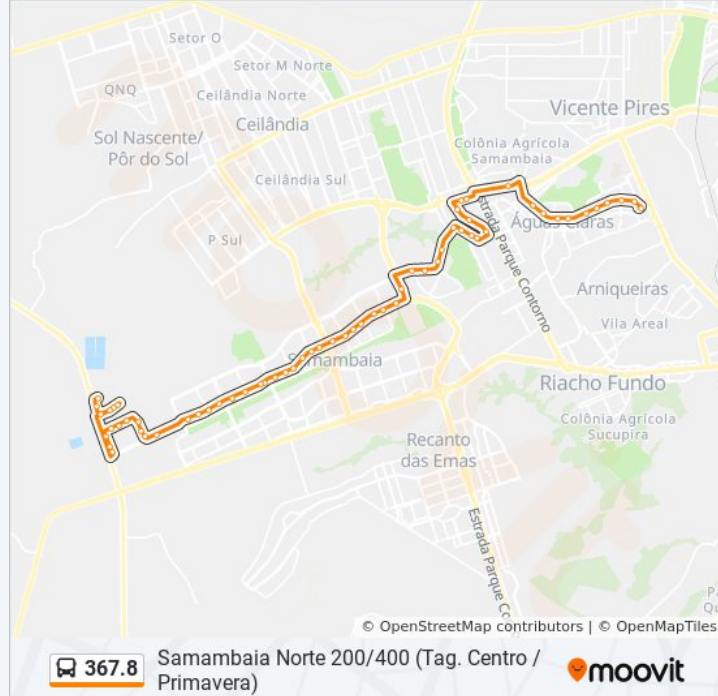 Setor O
Setor M Norte
QNQ
Ceilândia Norte
Vicente Pires
Ceilândia
Sol Nascente/
Pôr do Sol
Colônia Agrícola
Samambaia
Ceilândia Sul
Águas Claras
P Sul
Estrada Parque Contorno
Arniqueiras
Vila Areal
Samambaia
Riacho Fundo
Colônia Agrícola
Sucupira
Recanto
das Emas
Estrada Parque Co
© OpenStreetMap contributors | © OpenMapTiles
367.8
Samambaia Norte 200/400 (Tag. Centro /
Primavera)
moovit